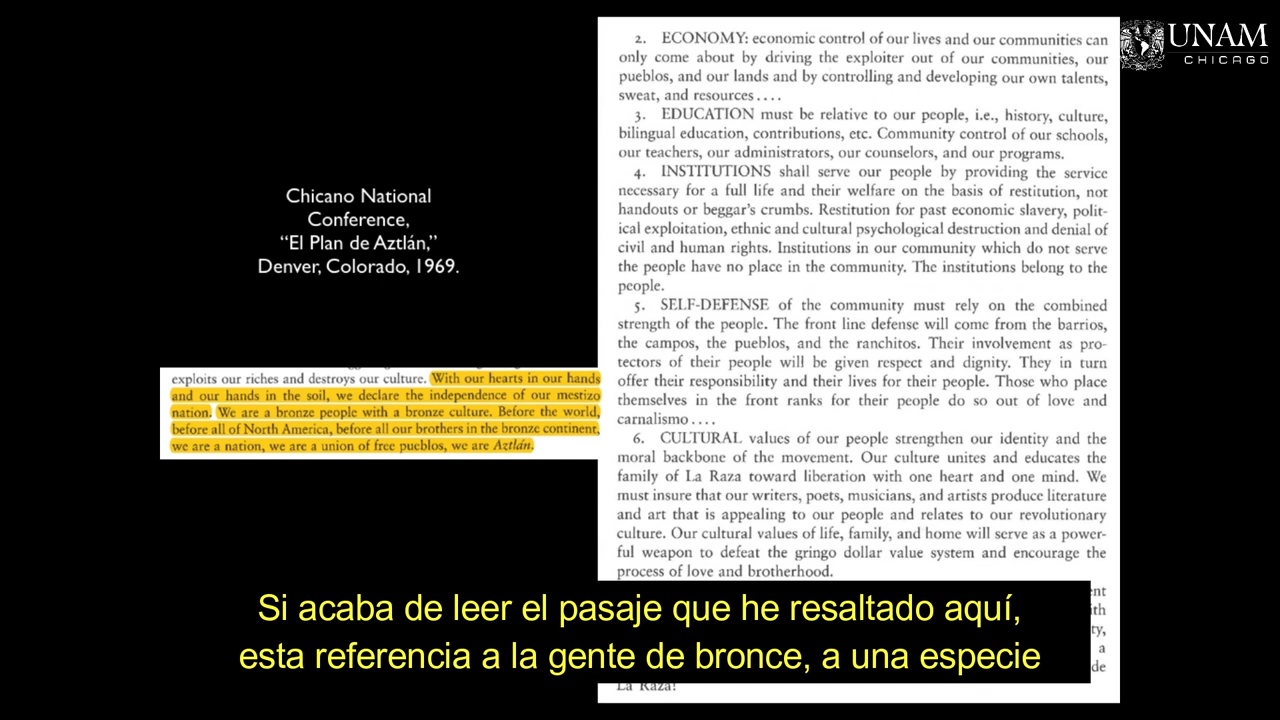 UNAM
CHICAGO
Chicano National
Conference,
“El Plan de Aztlán,”
Denver, Colorado, 1969.
exploits our riches and destroys our culture. With our hearts in our hands
and our hands in the soil, we declare the independence of our mestizo
nation. We are a bronze people with a bronze culture. Before the world,
before all of North America, before all our brothers in the bronze continent,
we are a nation, we are a union of free pueblos, we are Aztlán.
2. ECONOMY: economic control of our lives and our communities can
only come about by driving the exploiter out of our communities, our
pueblos, and our lands and by controlling and developing our own talents,
sweat, and resources . . . .
3. EDUCATION must be relative to our people, i.e., history, culture,
bilingual education, contributions, etc. Community control of our schools,
our teachers, our administrators, our counselors, and our programs.
4. INSTITUTIONS shall serve our people by providing the service
necessary for a full life and their welfare on the basis of restitution, not
handouts or beggar's crumbs. Restitution for past economic slavery, polit-
ical exploitation, ethnic and cultural psychological destruction and denial of
civil and human rights. Institutions in our community which do not serve
the people have no place in the community. The institutions belong to the
people.
5. SELF-DEFENSE of the community must rely on the combined
strength of the people. The front line defense will come from the barrios,
the campos, the pueblos, and the ranchitos. Their involvement as pro-
tectors of their people will be given respect and dignity. They in turn
offer their responsibility and their lives for their people. Those who place
themselves in the front ranks for their people do so out of love and
carnalismo . . . .
6. CULTURAL values of our people strengthen our identity and the
moral backbone of the movement. Our culture unites and educates the
family of La Raza toward liberation with one heart and one mind. We
must insure that our writers, poets, musicians, and artists produce literature
and art that is appealing to our people and relates to our revolutionary
culture. Our cultural values of life, family, and home will serve as a power-
ful weapon to defeat the gringo dollar value system and encourage the
process of love and brotherhood.
a
de
La Raza!
Si acaba de leer el pasaje que he resaltado aquí,
esta referencia a la gente de bronce, a una especie